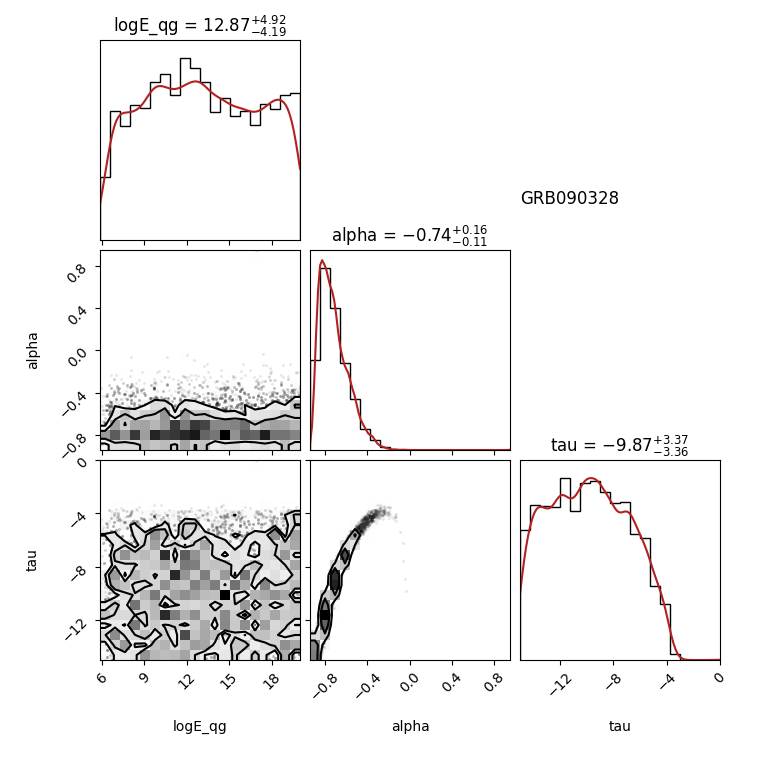 logE_qg = 12.87+4.92−4.19
GRB090328
alpha = −0.74+0.16−0.11
alpha
0.8
0.4
0.0
−0.4
−0.8
tau = −9.87+3.37−3.36
tau
0
−4
−8
−12
6 9 12 15 18
−0.8 −0.4 0.0 0.4 0.8
−12 −8 −4 0
logE_qg alpha tau